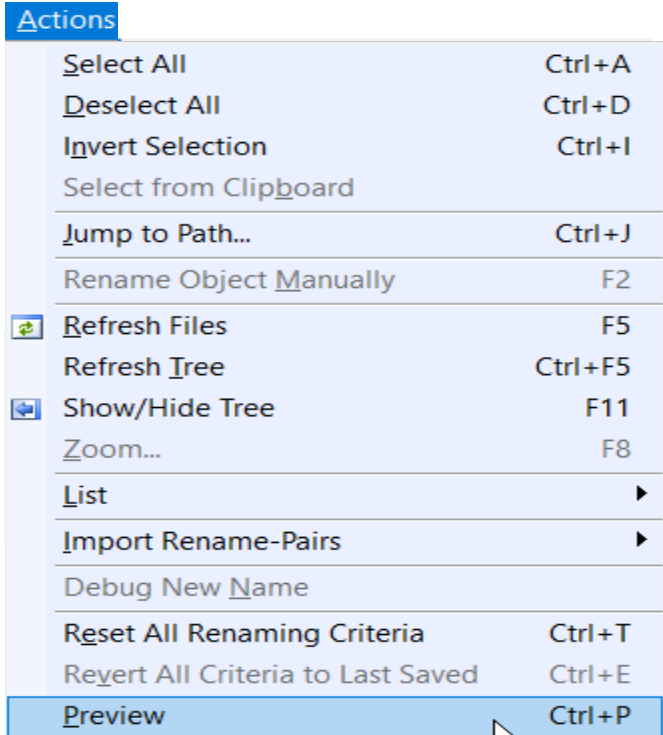 Actions
Select All Ctrl+A
Deselect All Ctrl+D
Invert Selection Ctrl+I
Select from Clipboard
Jump to Path... Ctrl+J
Rename Object Manually F2
Refresh Files F5
Refresh Tree Ctrl+F5
Show/Hide Tree F11
Zoom... F8
List
Import Rename-Pairs
Debug New Name
Reset All Renaming Criteria Ctrl+T
Revert All Criteria to Last Saved Ctrl+E
Preview Ctrl+P